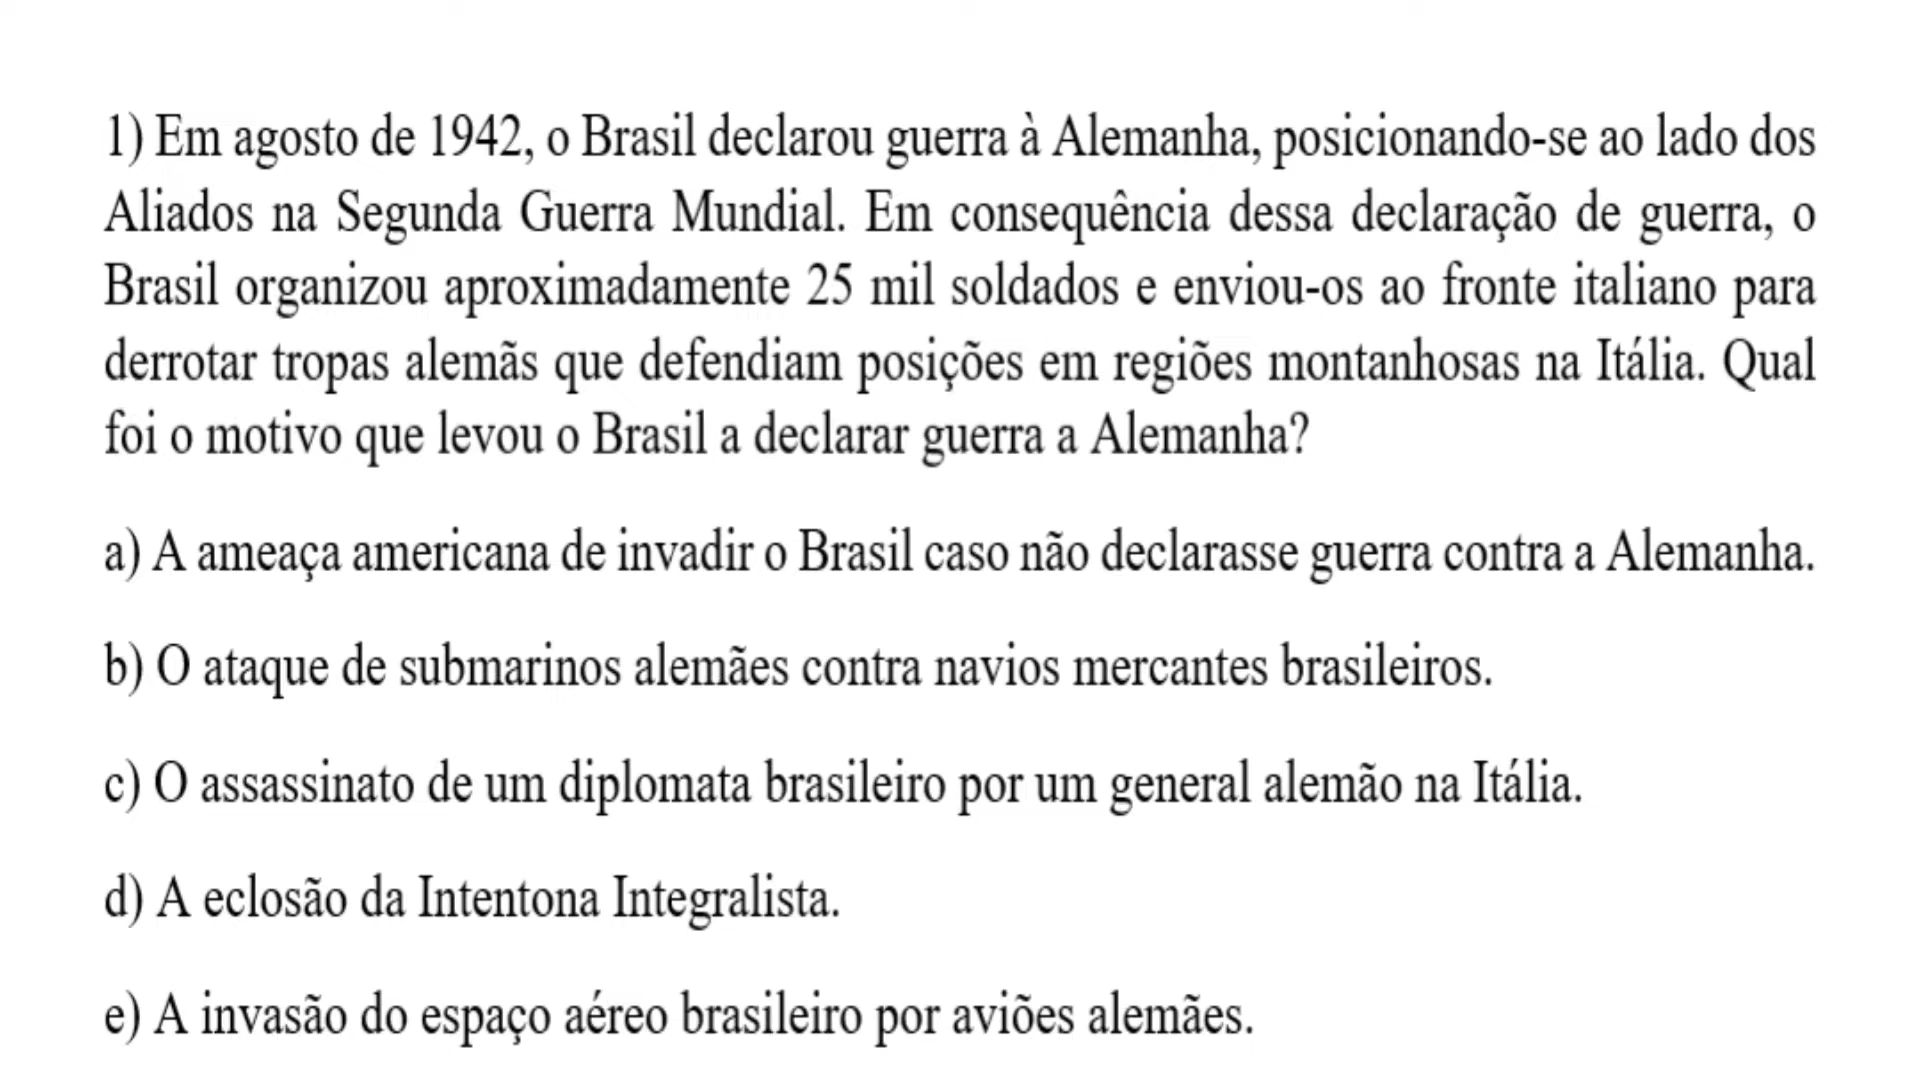 1) Em agosto de 1942, o Brasil declarou guerra à Alemanha, posicionando-se ao lado dos
Aliados na Segunda Guerra Mundial. Em consequência dessa declaração de guerra, o
Brasil organizou aproximadamente 25 mil soldados e enviou-os ao fronte italiano para
derrotar tropas alemãs que defendiam posições em regiões montanhosas na Itália. Qual
foi o motivo que levou o Brasil a declarar guerra a Alemanha?
a) A ameaça americana de invadir o Brasil caso não declarasse guerra contra a Alemanha.
b) O ataque de submarinos alemães contra navios mercantes brasileiros.
c) O assassinato de um diplomata brasileiro por um general alemão na Itália.
d) A eclosão da Intentona Integralista.
e) A invasão do espaço aéreo brasileiro por aviões alemães.